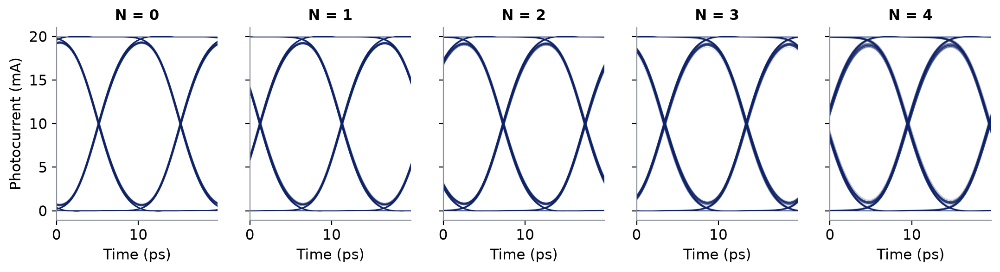 N = 0
N = 1
N = 2
N = 3
N = 4
Photocurrent (mA)
20
15
10
5
0
0 10
0 10
0 10
0 10
0 10
Time (ps)
Time (ps)
Time (ps)
Time (ps)
Time (ps)